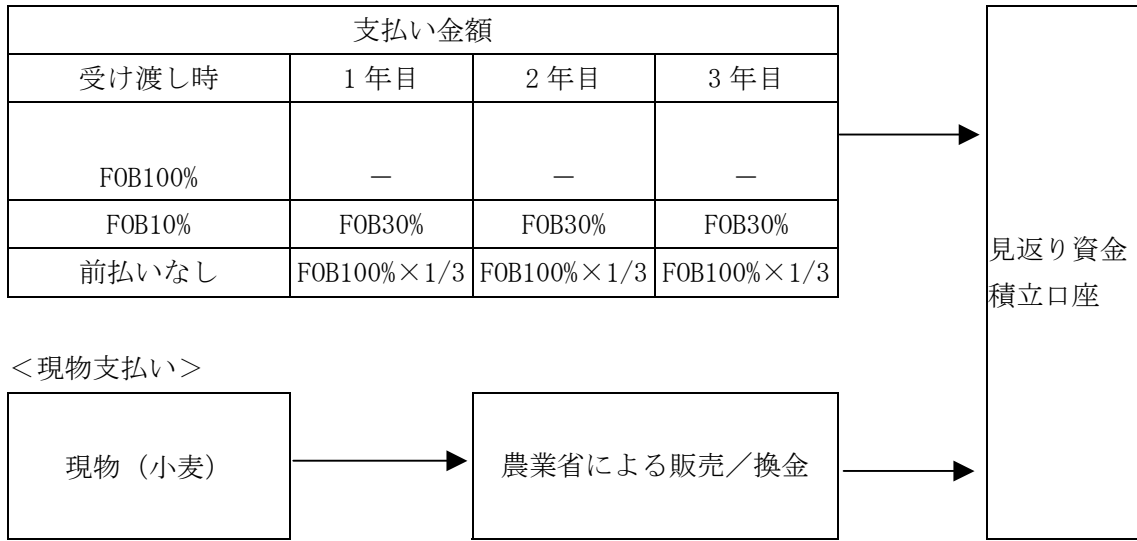 支払い金額
受け渡し時 1年目 2年目 3年目
FOB100% － － －
FOB10% FOB30% FOB30% FOB30%
前払いなし FOB100%×1/3 FOB100%×1/3 FOB100%×1/3
見返り資金
積立口座
＜現物支払い＞
現物（小麦） 農業省による販売／換金